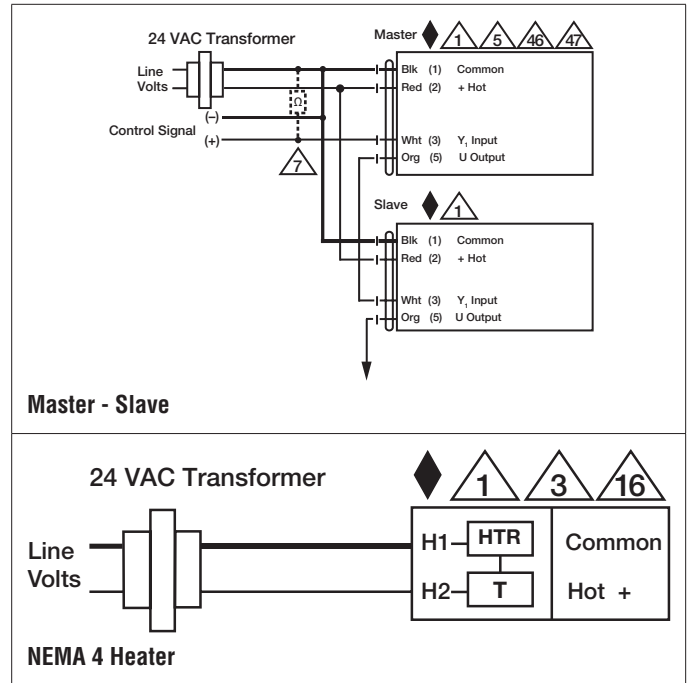 24 VAC Transformer
Line
Volts
(–)
Control Signal
(+)
Ω
7
Master 1 5 46 47
Blk (1) Common
Red (2) + Hot
Wht (3) Y₁ Input
Org (5) U Output
Slave 1
Blk (1) Common
Red (2) + Hot
Wht (3) Y₁ Input
Org (5) U Output
Master - Slave
24 VAC Transformer
1 3 16
Line
Volts
H1 HTR Common
H2 T Hot +
NEMA 4 Heater